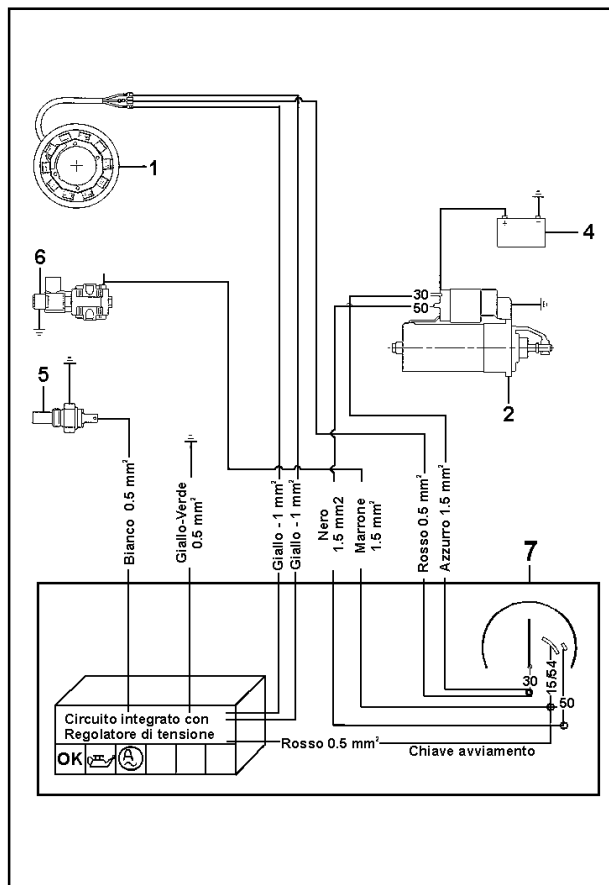 1
6
+
-
4
30
50
2
5
Bianco 0.5 mm²
Giallo-Verde
0.5 mm²
Giallo - 1 mm²
Giallo - 1 mm²
Nero
1.5 mm2
Marrone
1.5 mm²
Rosso 0.5 mm²
Azzurro 1.5 mm²
7
30
15/54
50
Circuito integrato con
Regolatore di tensione
Rosso 0.5 mm²
Chiave avviamento
OK
A